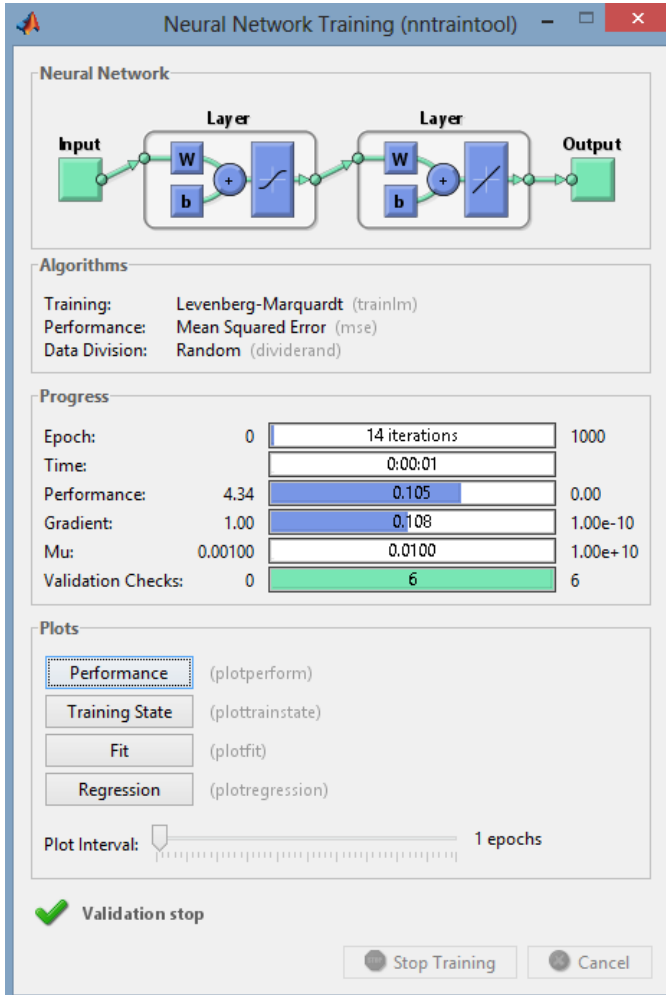 Neural Network Training (nntraintool)
Neural Network
Layer Layer
Input Output
W W
+ +
b b
Algorithms
Training: Levenberg-Marquardt (trainlm)
Performance: Mean Squared Error (mse)
Data Division: Random (dividerand)
Progress
Epoch: 0 14 iterations 1000
Time: 0:00:01
Performance: 4.34 0.105 0.00
Gradient: 1.00 0.108 1.00e-10
Mu: 0.00100 0.0100 1.00e+10
Validation Checks: 0 6 6
Plots
Performance (plotperform)
Training State (plottrainstate)
Fit (plotfit)
Regression (plotregression)
Plot Interval: 1 epochs
Validation stop
Stop Training Cancel